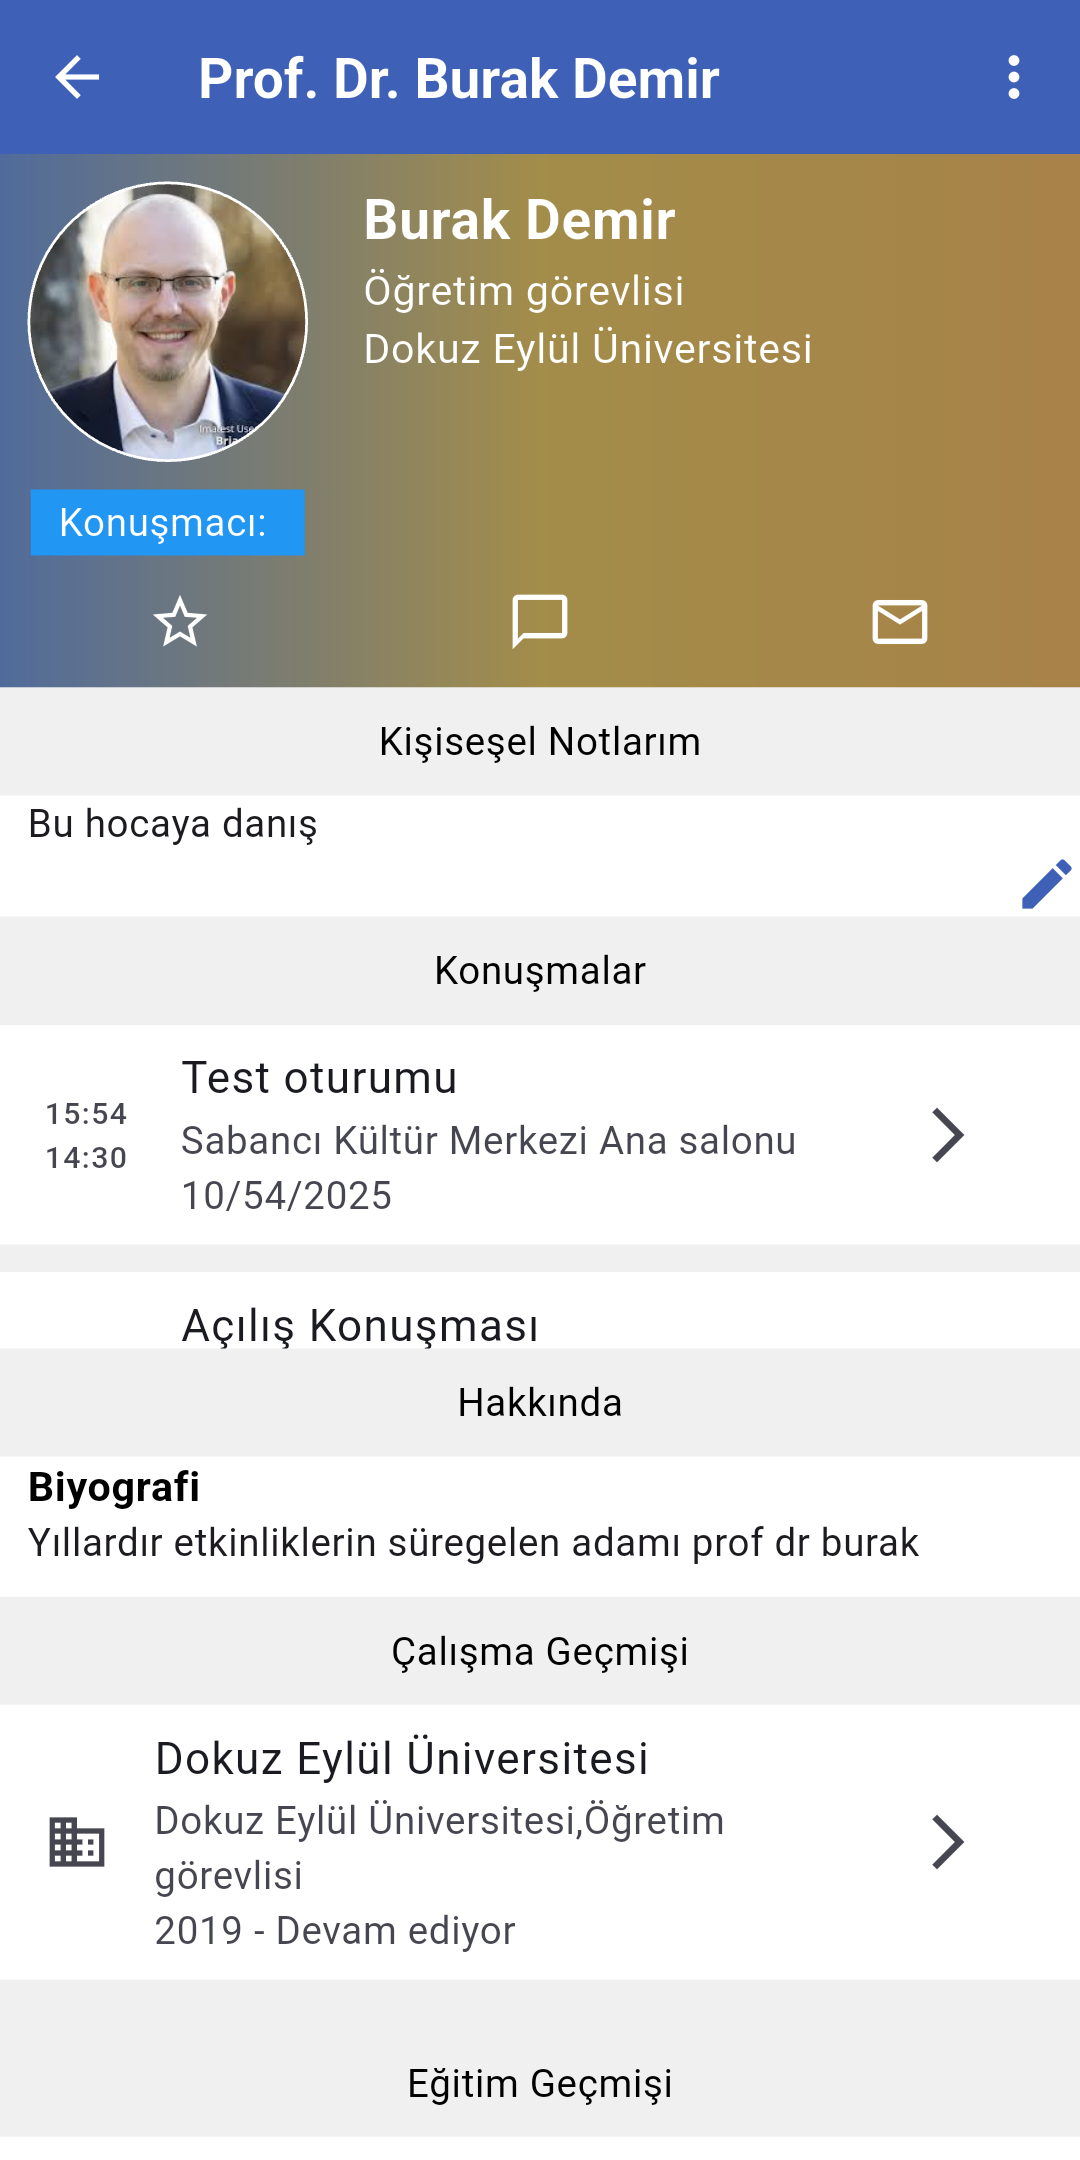 Prof. Dr. Burak Demir
Burak Demir
Öğretim görevlisi
Dokuz Eylül Üniversitesi
Imatest Use
Bria
Konuşmacı:
Kişiseşel Notlarım
Bu hocaya danış
Konuşmalar
Test oturumu
15:54
Sabancı Kültür Merkezi Ana salonu
14:30
10/54/2025
Açılış Konuşması
Hakkında
Biyografi
Yıllardır etkinliklerin süregelen adamı prof dr burak
Çalışma Geçmişi
Dokuz Eylül Üniversitesi
Dokuz Eylül Üniversitesi,Öğretim
görevlisi
2019 - Devam ediyor
Eğitim Geçmişi